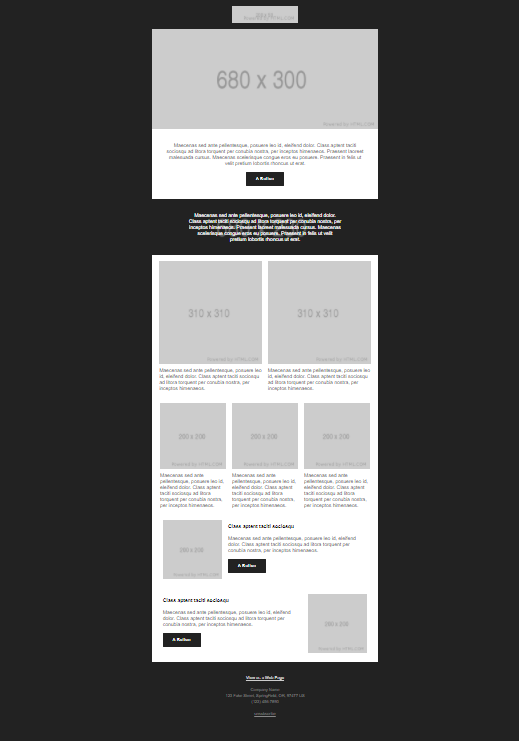 680 x 300
Powered by HTML.COM
Maecenas sed ante pellentesque, posuere leo id, eleifend dolor. Class aptent taciti
sociosqu ad litora torquent per conubia nostra, per inceptos himenaeos. Praesent laoreet
malesuada cursus. Maecenas scelerisque congue eros eu posuere. Praesent in felis ut
velit pretium lobortis rhoncus ut erat.
A Button
Maecenas sed ante pellentesque, posuere leo id, eleifend dolor.
Class aptent taciti sociosqu ad litora torquent per conubia nostra, per
inceptos himenaeos. Praesent laoreet malesuada cursus. Maecenas
scelerisque congue eros eu posuere. Praesent in felis ut velit
pretium lobortis rhoncus ut erat.
310 x 310
Powered by HTML.COM
310 x 310
Powered by HTML.COM
Maecenas sed ante pellentesque, posuere leo
id, eleifend dolor. Class aptent taciti sociosqu
ad litora torquent per conubia nostra, per
inceptos himenaeos.
Maecenas sed ante pellentesque, posuere leo
id, eleifend dolor. Class aptent taciti sociosqu
ad litora torquent per conubia nostra, per
inceptos himenaeos.
200 x 200
Powered by HTML.COM
200 x 200
Powered by HTML.COM
200 x 200
Powered by HTML.COM
Maecenas sed ante
pellentesque, posuere leo id,
eleifend dolor. Class aptent
taciti sociosqu ad litora
torquent per conubia nostra,
per inceptos himenaeos.
Maecenas sed ante
pellentesque, posuere leo id,
eleifend dolor. Class aptent
taciti sociosqu ad litora
torquent per conubia nostra,
per inceptos himenaeos.
Maecenas sed ante
pellentesque, posuere leo id,
eleifend dolor. Class aptent
taciti sociosqu ad litora
torquent per conubia nostra,
per inceptos himenaeos.
200 x 200
Powered by HTML.COM
Class aptent taciti sociosqu
Maecenas sed ante pellentesque, posuere leo id, eleifend
dolor. Class aptent taciti sociosqu ad litora torquent per
conubia nostra, per inceptos himenaeos.
A Button
Class aptent taciti sociosqu
Maecenas sed ante pellentesque, posuere leo id, eleifend
dolor. Class aptent taciti sociosqu ad litora torquent per
conubia nostra, per inceptos himenaeos.
A Button
200 x 200
Powered by HTML.COM
View as a Web Page
Company Name
123 Fake Street, SpringField, OR, 97477 US
(123) 456-7890
unsubscribe